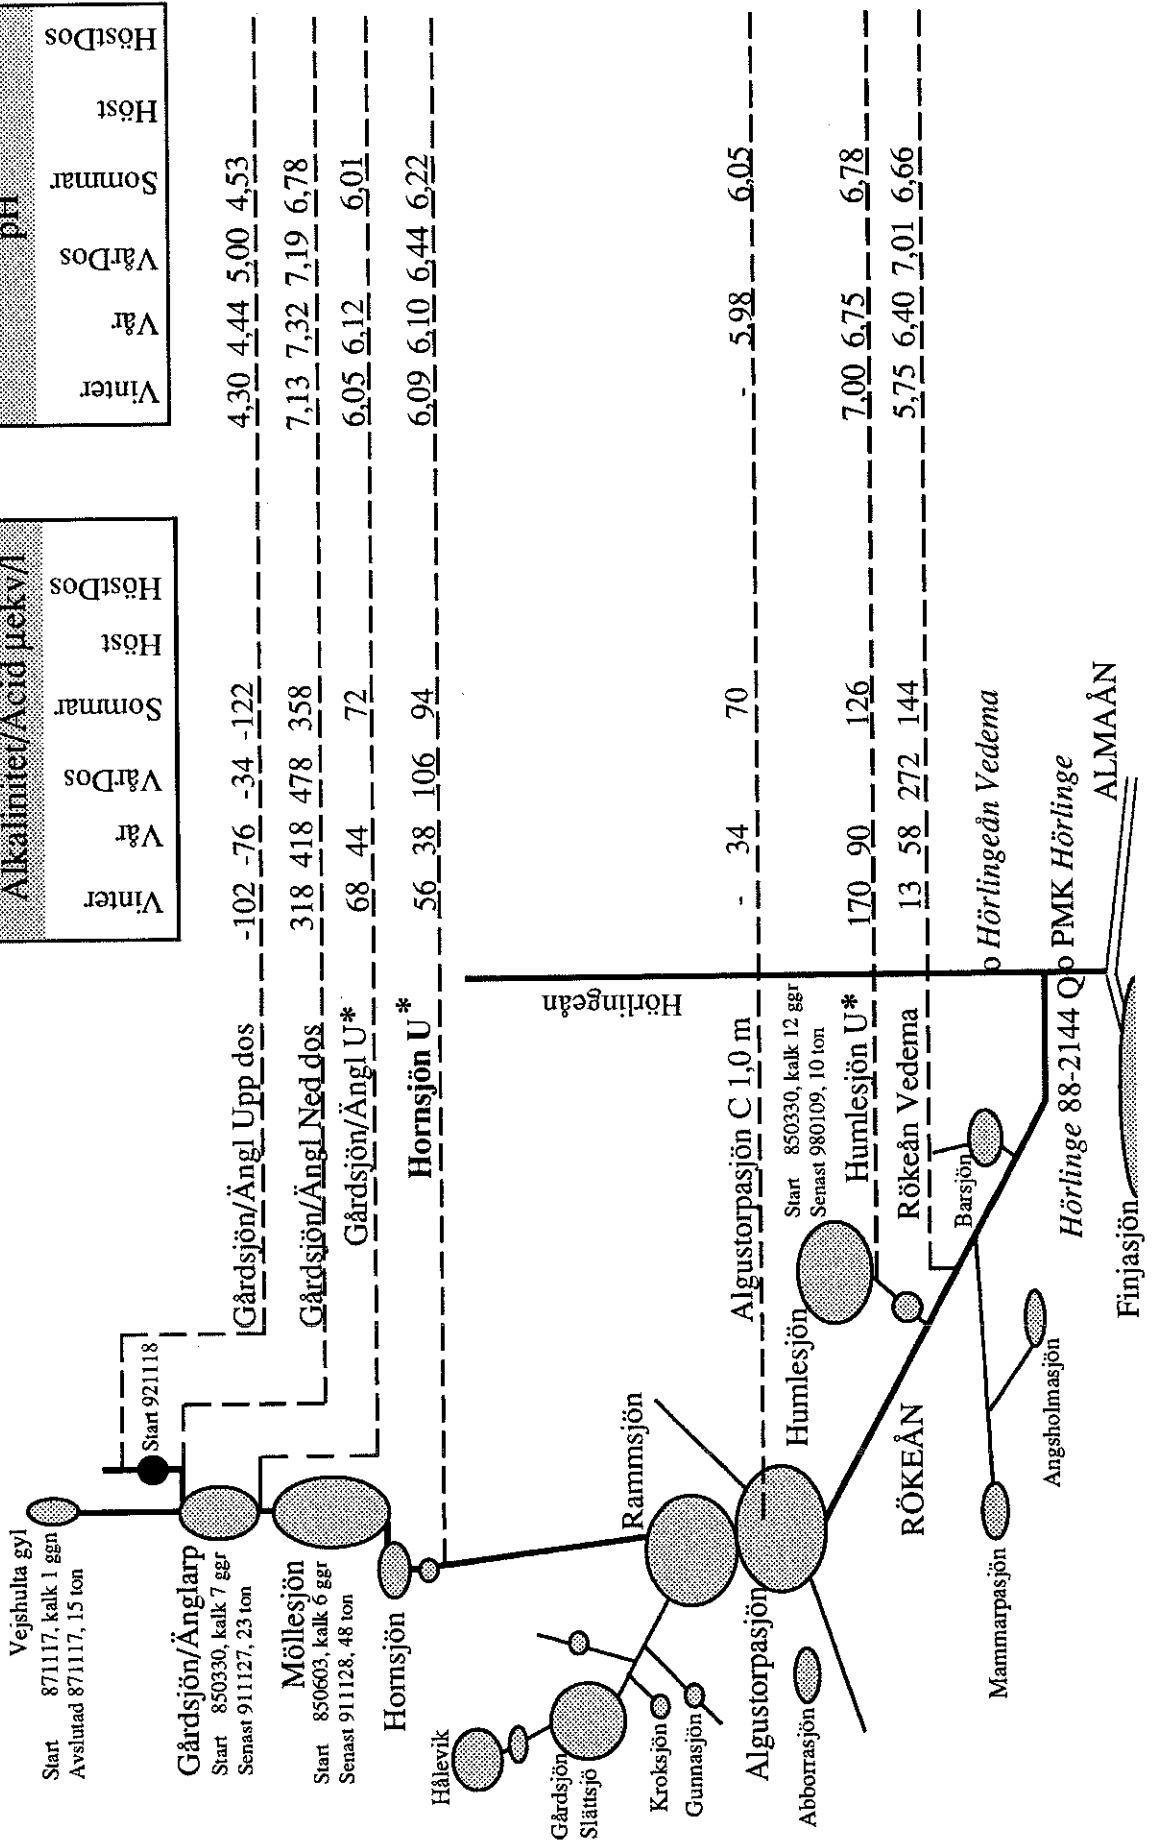 Alkalinitet/Acid µekv/l
pH
Vinter Vår VårDos Sommar Höst HöstDos
Vinter Vår VårDos Sommar Höst HöstDos
Vejshulta gyl
Start 871117, kalk 1 ggn
Avslutad 871117, 15 ton
Start 921118
Gårdsjön/Ängl Upp dos -102 -76 -34 -122 4,30 4,44 5,00 4,53
Gårdsjön/Änglarp
Start 850330, kalk 7 ggr
Senast 911127, 23 ton
Gårdsjön/Ängl Ned dos 318 418 478 358 7,13 7,32 7,19 6,78
Möllesjön
Start 850603, kalk 6 ggr
Senast 911128, 48 ton
Gårdsjön/Ängl U* 68 44 72 6,05 6,12 6,01
Hornsjön
Hornsjön U* 56 38 106 94 6,09 6,10 6,44 6,22
Hålevik
Gårdsjön
Slättsjö
Kroksjön
Gunnasjön
Rammsjön
Hörlingeån
Algustorpasjön
Algustorpasjön C 1,0 m - 34 70 - 5,98 6,05
Abborrasjön
Humlesjön
Start 850330, kalk 12 ggr
Senast 980109, 10 ton
Humlesjön U* 170 90 126 7,00 6,75 6,78
RÖKEÅN
Rökeån Vedema 13 58 272 144 5,75 6,40 7,01 6,66
Barsjön
o Hörlingeån Vedema
Mammarpasjön
Angsholmasjön
Hörlinge 88-2144 Q o PMK Hörlinge
ALMAÅN
Finjasjön